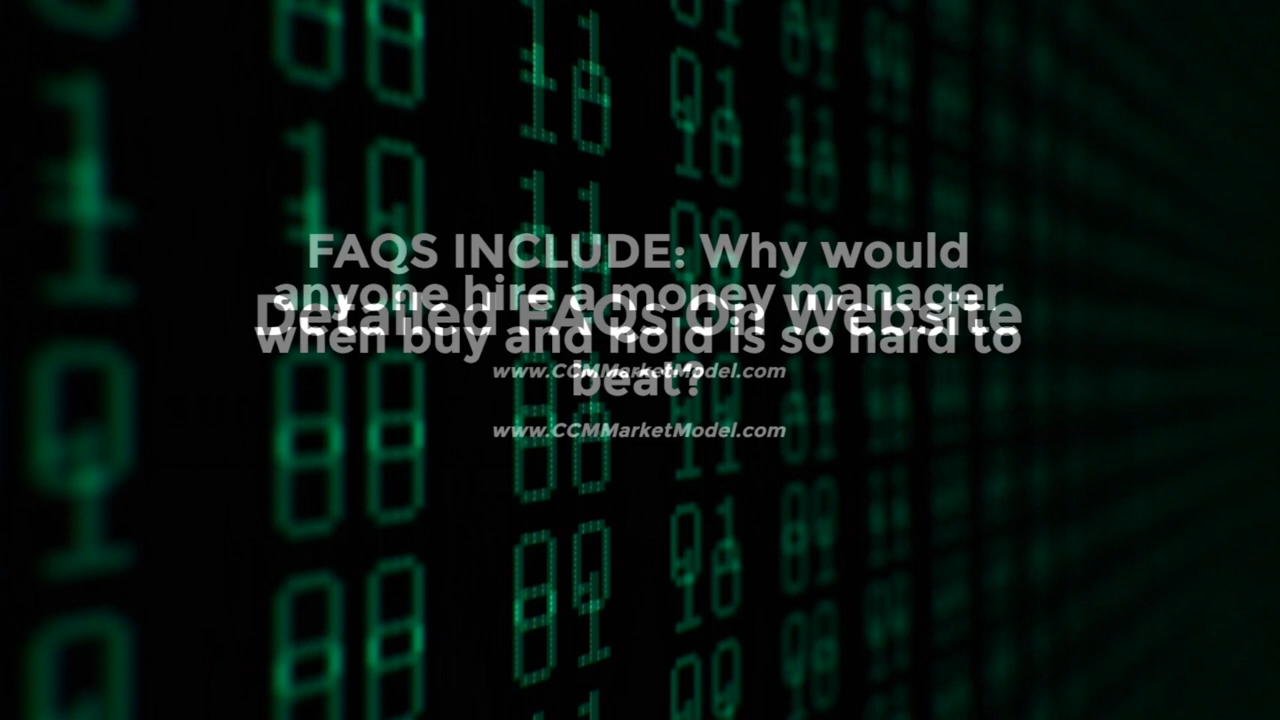 FAQS INCLUDE: Why would
anyone hire a money manager
Detailed FAQs On Website
when buy and hold is so hard to
www.CCMMarketModel.com
beat?
www.CCMMarketModel.com